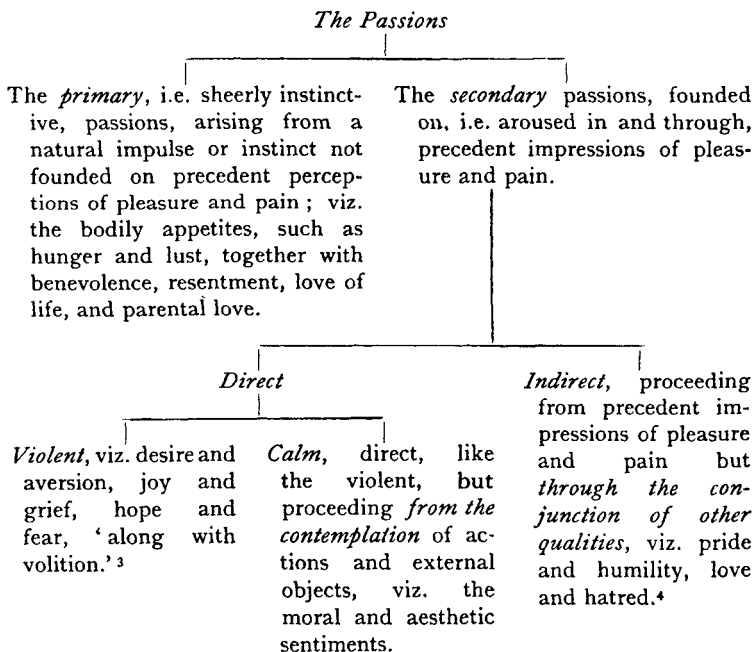 The Passions
The primary, i.e. sheerly instinct-
ive, passions, arising from a
natural impulse or instinct not
founded on precedent percep-
tions of pleasure and pain ; viz.
the bodily appetites, such as
hunger and lust, together with
benevolence, resentment, love of
life, and parental love.
The secondary passions, founded
on, i.e. aroused in and through,
precedent impressions of pleas-
ure and pain.
Direct
Violent, viz. desire and
aversion, joy and
grief, hope and
fear, ‘ along with
volition.’ 3
Calm, direct, like
the violent, but
proceeding from the
contemplation of ac-
tions and external
objects, viz. the
moral and aesthetic
sentiments.
Indirect, proceeding
from precedent im-
pressions of pleasure
and pain but
through the con-
junction of other
qualities, viz. pride
and humility, love
and hatred.4